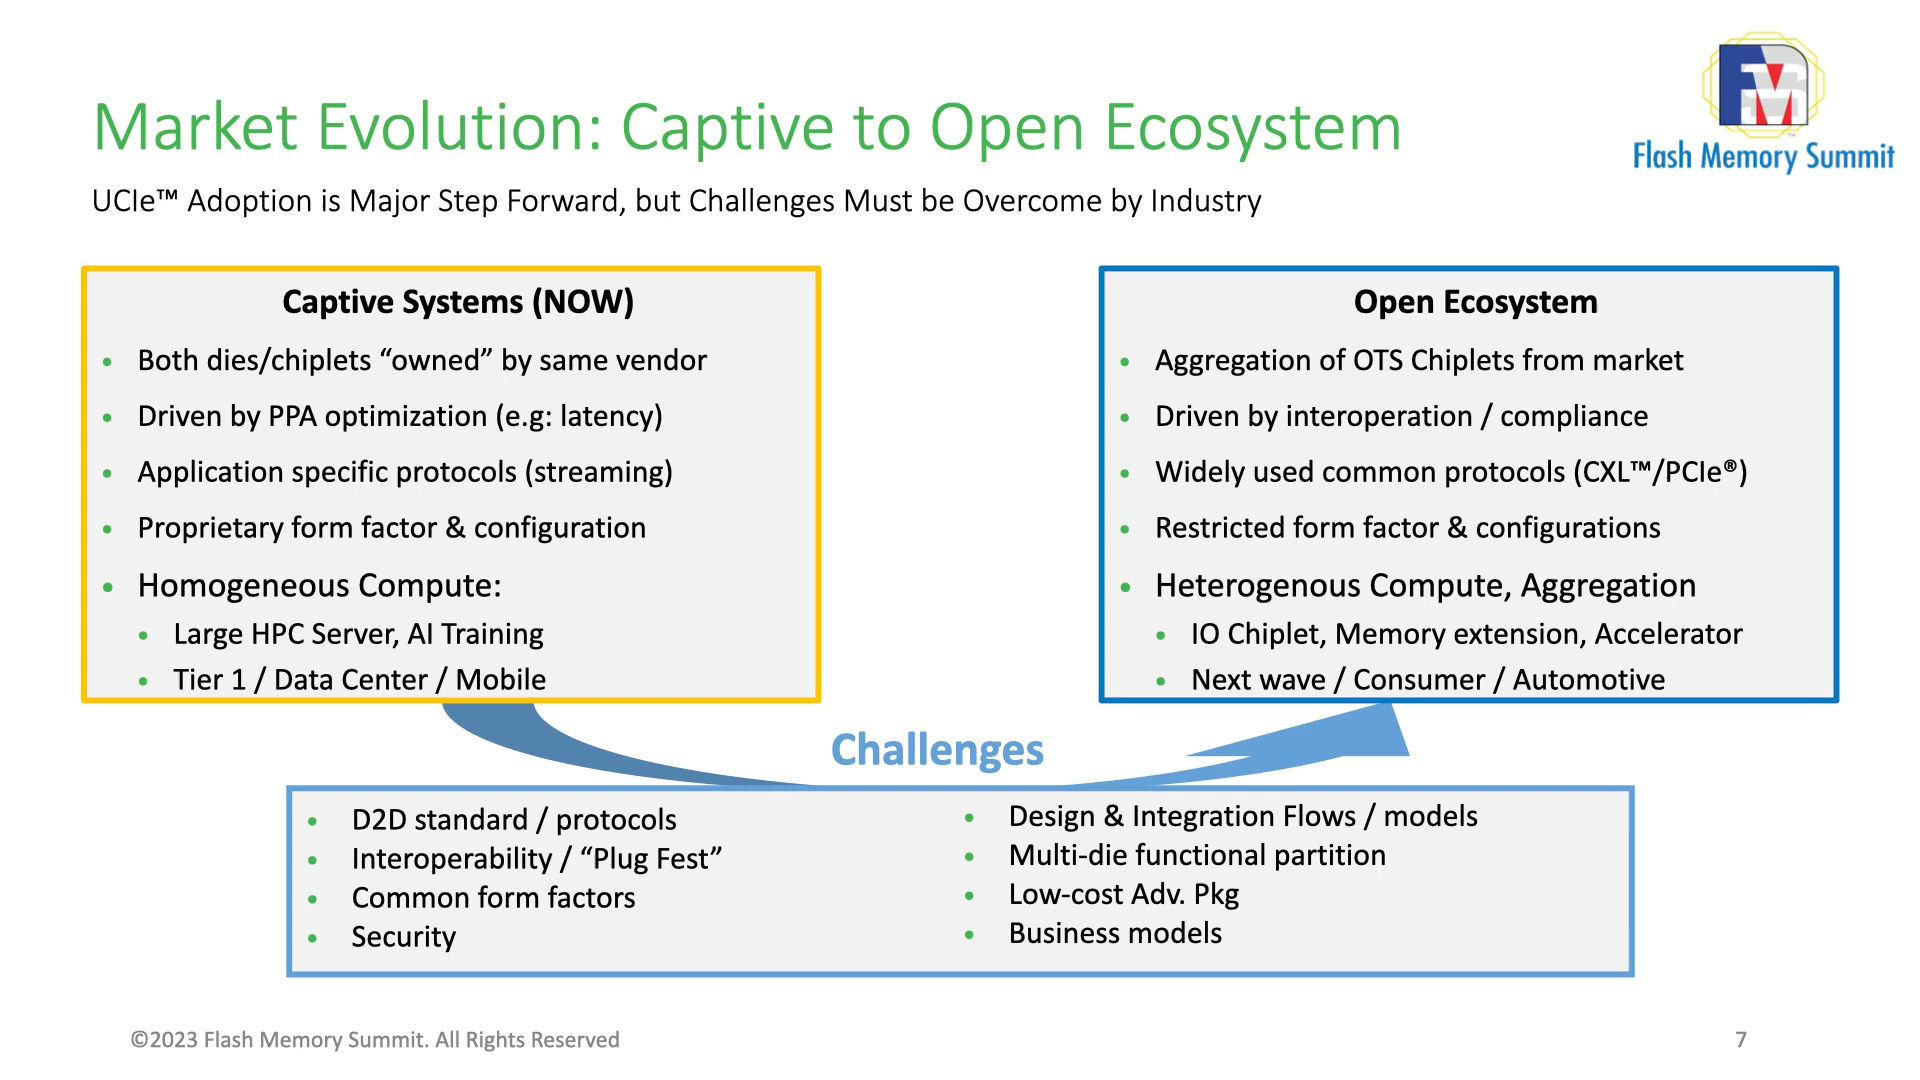 Market Evolution: Captive to Open Ecosystem
FMS
™
Flash Memory Summit
UCIe™ Adoption is Major Step Forward, but Challenges Must be Overcome by Industry
Captive Systems (NOW)
• Both dies/chiplets “owned” by same vendor
• Driven by PPA optimization (e.g: latency)
• Application specific protocols (streaming)
• Proprietary form factor & configuration
• Homogeneous Compute:
• Large HPC Server, AI Training
• Tier 1 / Data Center / Mobile
Open Ecosystem
• Aggregation of OTS Chiplets from market
• Driven by interoperation / compliance
• Widely used common protocols (CXL™/PCIe®)
• Restricted form factor & configurations
• Heterogenous Compute, Aggregation
• IO Chiplet, Memory extension, Accelerator
• Next wave / Consumer / Automotive
Challenges
• D2D standard / protocols
• Interoperability / “Plug Fest”
• Common form factors
• Security
• Design & Integration Flows / models
• Multi-die functional partition
• Low-cost Adv. Pkg
• Business models
©2023 Flash Memory Summit. All Rights Reserved
7